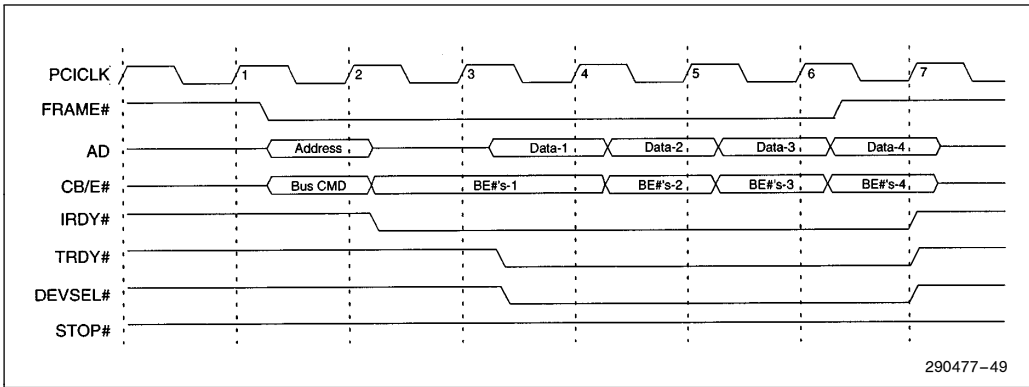 PCICLK 1 2 3 4 5 6 7
FRAME#
AD Address Data-1 Data-2 Data-3 Data-4
CB/E# Bus CMD BE#'s-1 BE#'s-2 BE#'s-3 BE#'s-4
IRDY#
TRDY#
DEVSEL#
STOP#
290477-49